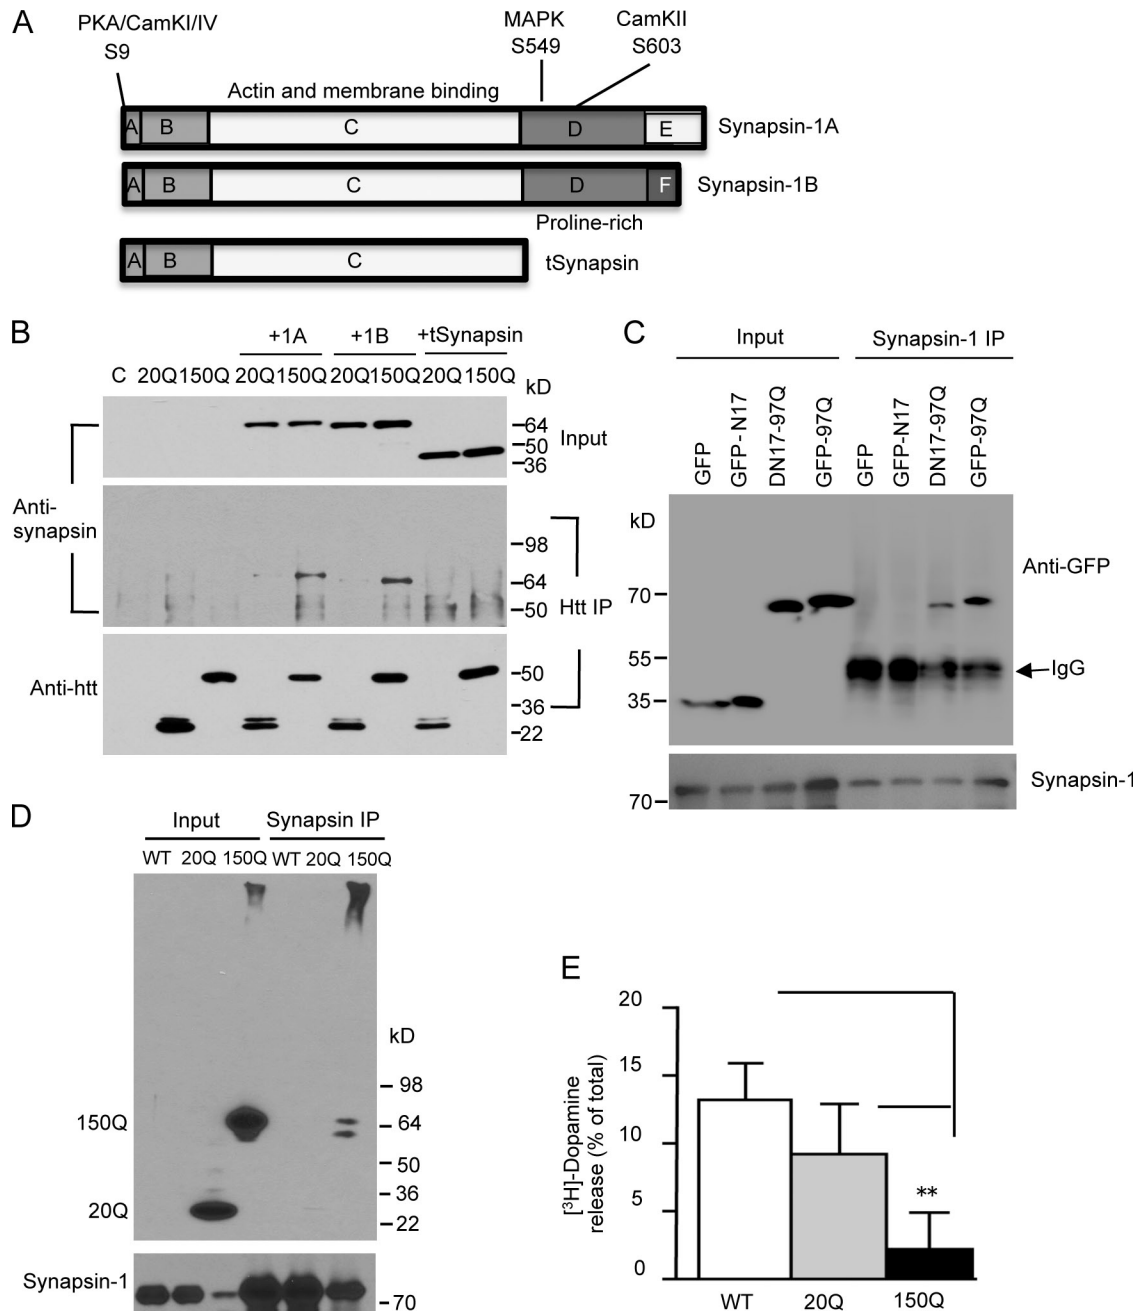 A
PKA/CamKI/IV
S9
MAPK
S549
CamKII
S603
Actin and membrane binding
A B C D E Synapsin-1A
A B C D F Synapsin-1B
Proline-rich
A B C tSynapsin
B
+1A +1B +tSynapsin
C 20Q 150Q 20Q 150Q 20Q 150Q 20Q 150Q kD
64
50
36
Input
Anti-
synapsin
98
64
50
Htt IP
Anti-htt
50
36
22
C
Input Synapsin-1 IP
GFP GFP-N17 DN17-97Q GFP-97Q GFP GFP-N17 DN17-97Q GFP-97Q
kD
Anti-GFP
70
55
IgG
35
Synapsin-1
70
D
Input Synapsin IP
WT 20Q 150Q WT 20Q 150Q
kD
98
150Q
64
50
36
20Q
22
Synapsin-1
70
E
[³H]-Dopamine
release (% of total)
20
15
10
5
0
**
WT 20Q 150Q